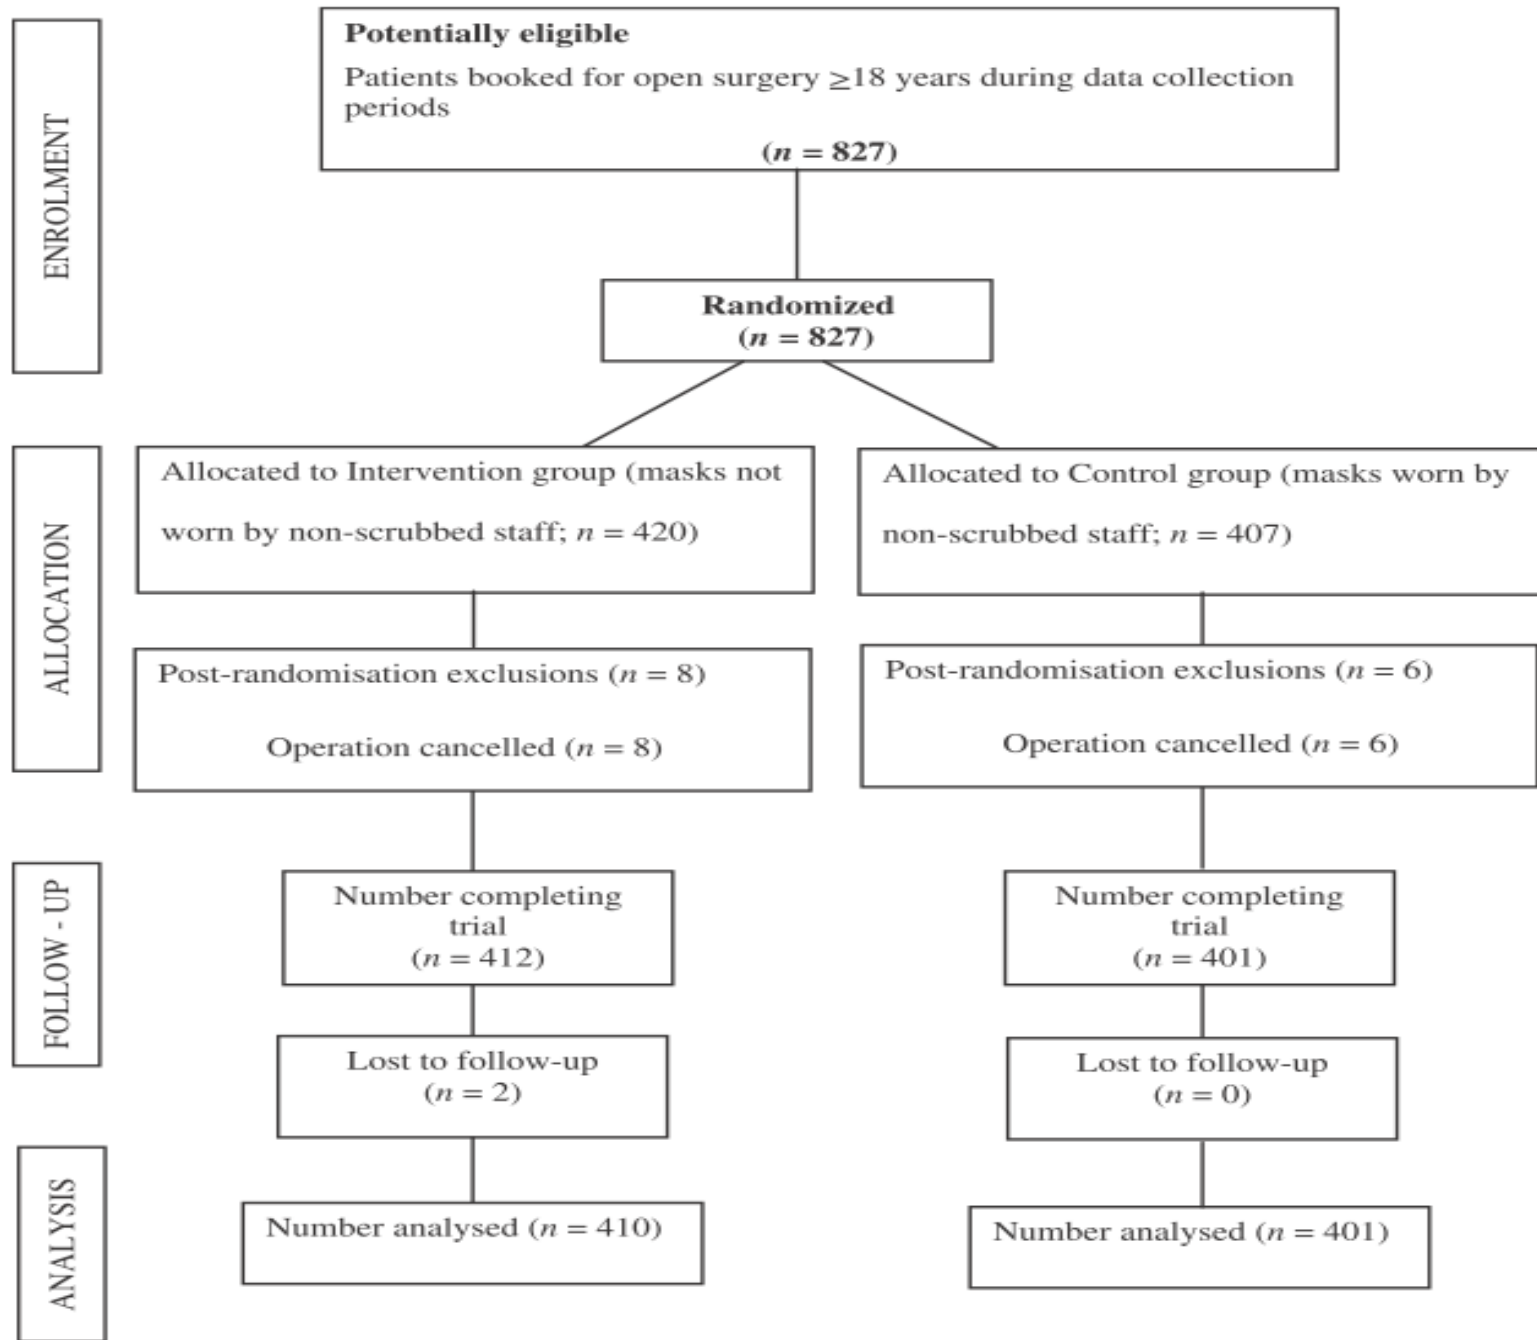 ENROLMENT
Potentially eligible
Patients booked for open surgery ≥18 years during data collection
periods
(n = 827)
Randomized
(n = 827)
ALLOCATION
Allocated to Intervention group (masks not
worn by non-scrubbed staff; n = 420)
Allocated to Control group (masks worn by
non-scrubbed staff; n = 407)
Post-randomisation exclusions (n = 8)
Operation cancelled (n = 8)
Post-randomisation exclusions (n = 6)
Operation cancelled (n = 6)
FOLLOW - UP
Number completing
trial
(n = 412)
Number completing
trial
(n = 401)
Lost to follow-up
(n = 2)
Lost to follow-up
(n = 0)
ANALYSIS
Number analysed (n = 410)
Number analysed (n = 401)